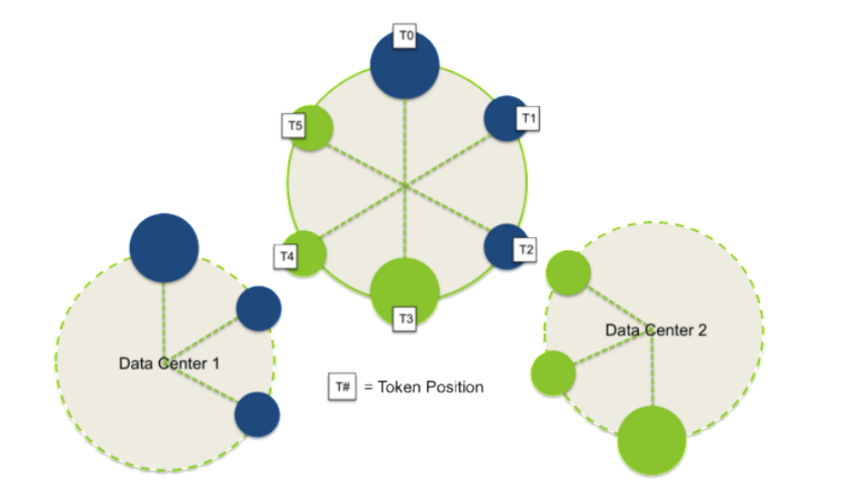 T0
T5
T1
T4
T2
T3
Data Center 1
Data Center 2
T# = Token Position